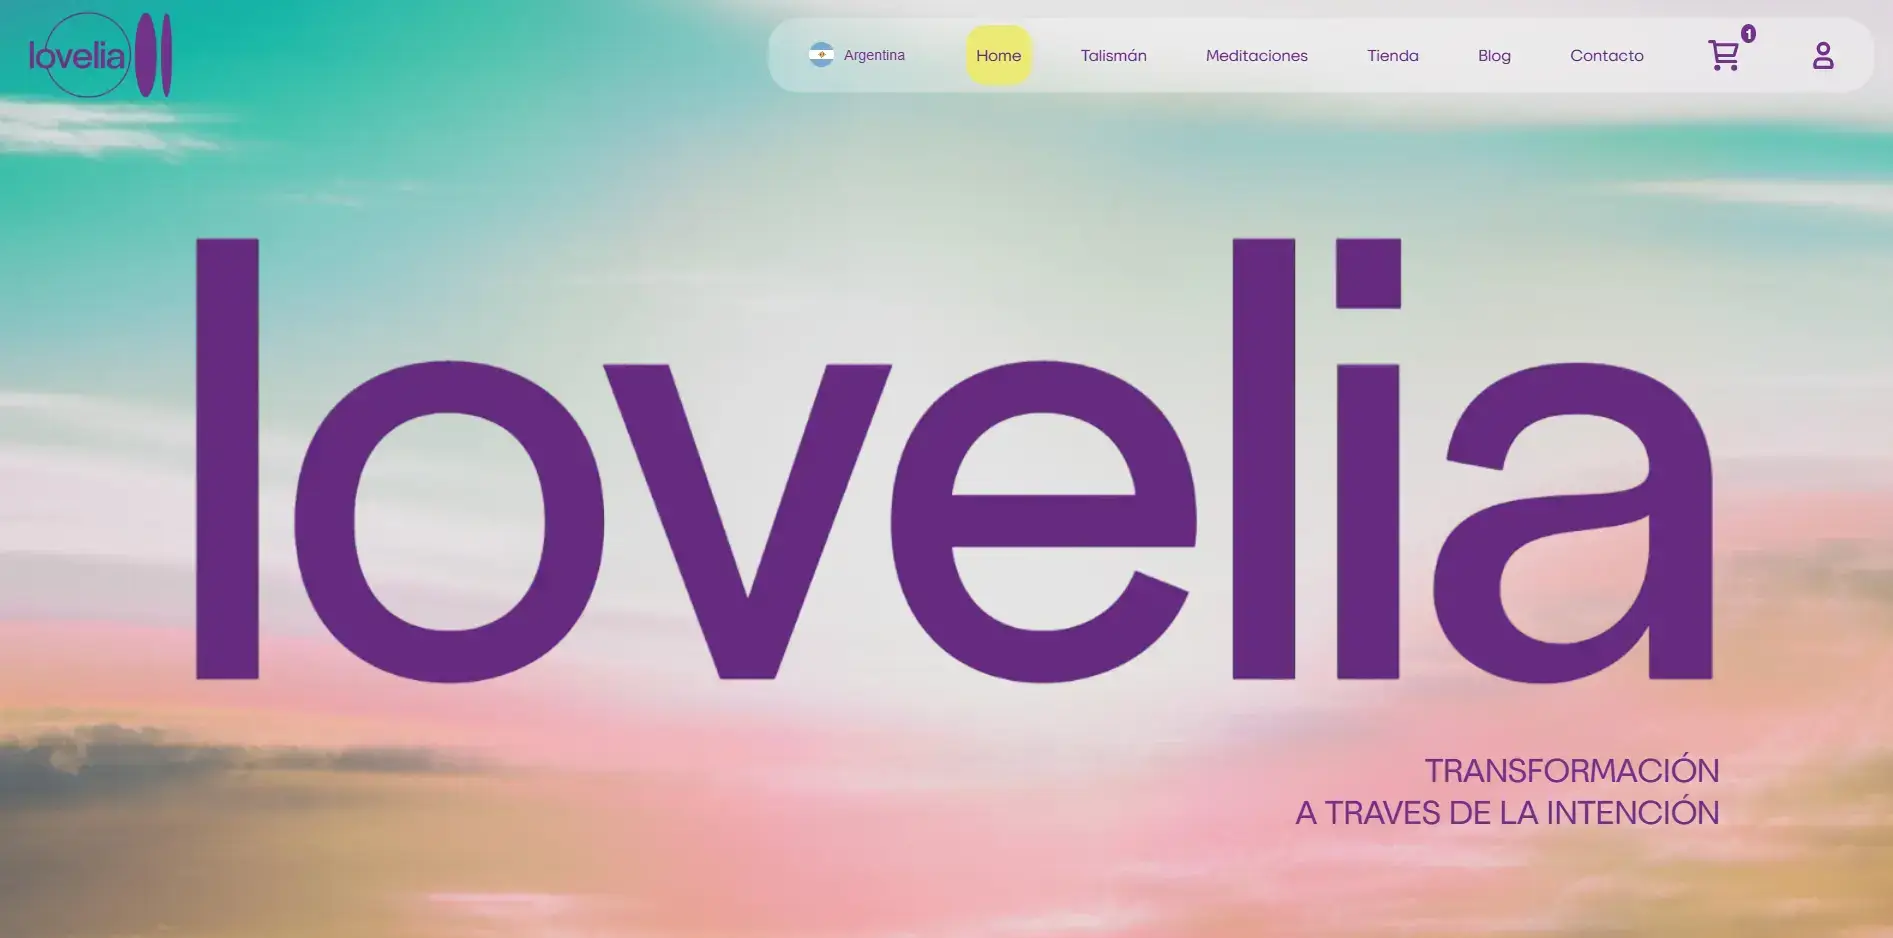 lovelia
Argentina
Home
Talismán
Meditaciones
Tienda
Blog
Contacto
1
lovelia
TRANSFORMACIÓN
A TRAVES DE LA INTENCIÓN